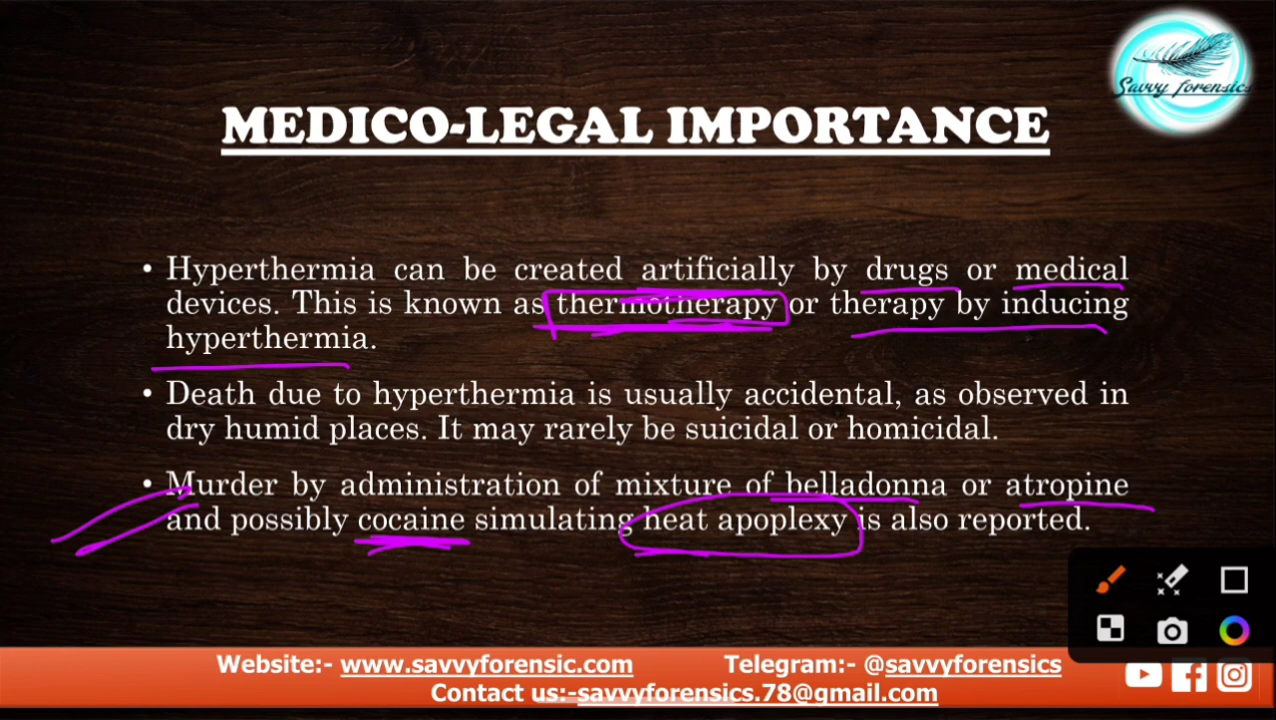 Savvy forensics
MEDICO-LEGAL IMPORTANCE
• Hyperthermia can be created artificially by drugs or medical
devices. This is known as thermotherapy or therapy by inducing
hyperthermia.
• Death due to hyperthermia is usually accidental, as observed in
dry humid places. It may rarely be suicidal or homicidal.
• Murder by administration of mixture of belladonna or atropine
and possibly cocaine simulating heat apoplexy is also reported.
Website:- www.savvyforensic.com Telegram:- @savvyforensics
Contact us:-savvyforensics.78@gmail.com